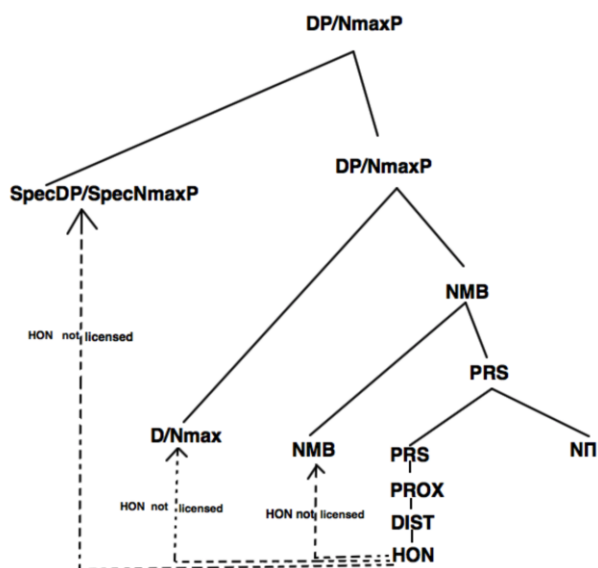 DP/NmaxP
DP/NmaxP
SpecDP/SpecNmaxP
NMB
HON not licensed
PRS
D/Nmax
NMB
PRS
NΠ
PROX
HON not licensed
HON not licensed
DIST
HON